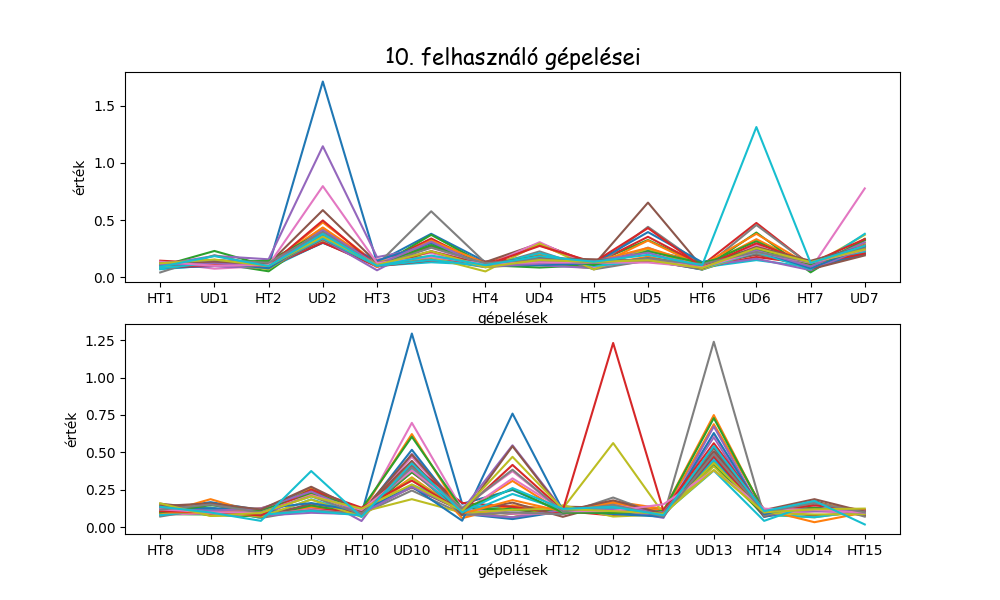 10. felhasználó gépelései
1.5
1.0
0.5
0.0
érték
HT1 UD1 HT2 UD2 HT3 UD3 HT4 UD4 HT5 UD5 HT6 UD6 HT7 UD7
gépelések
1.25
1.00
0.75
0.50
0.25
0.00
érték
HT8 UD8 HT9 UD9 HT10 UD10 HT11 UD11 HT12 UD12 HT13 UD13 HT14 UD14 HT15
gépelések